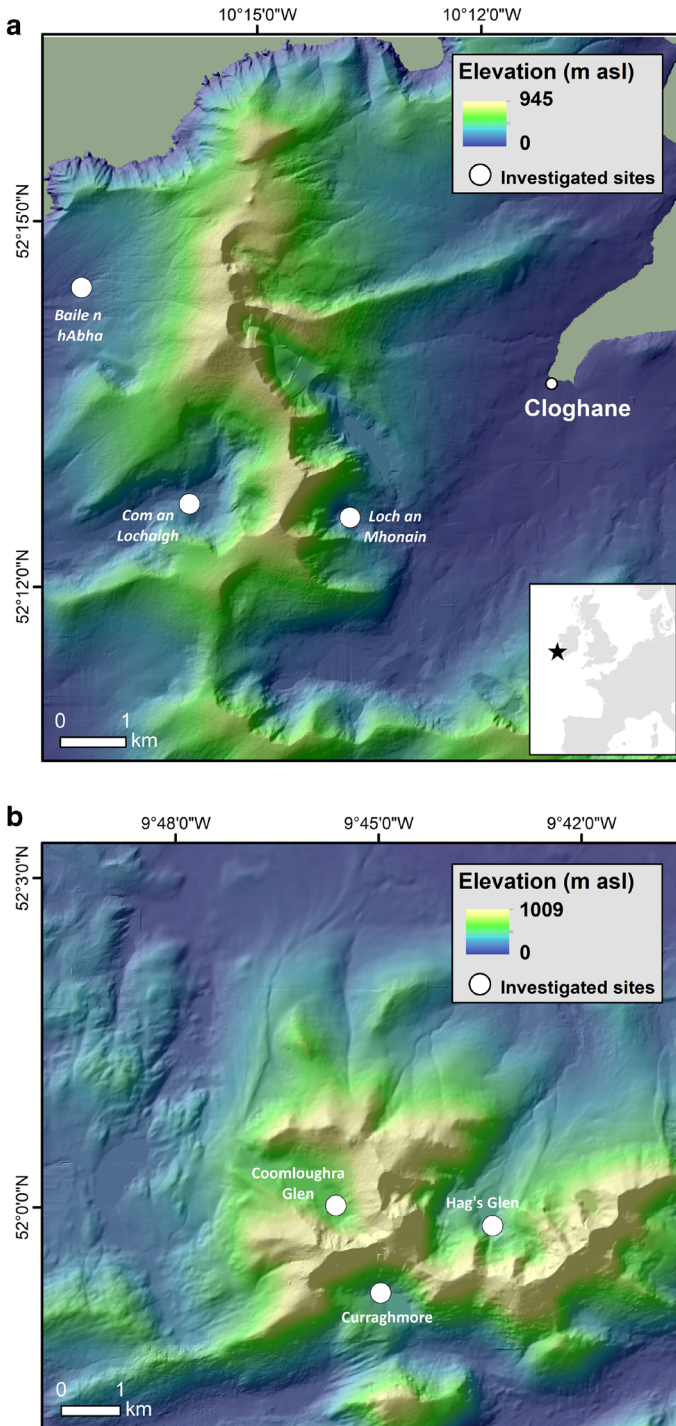 a
10°15'0"W
10°12'0"W
Elevation (m asl)
945
0
Investigated sites
52°15'0"N
Baile n
hAbha
Cloghane
Com an
Lochaigh
Loch an
Mhonain
52°12'0"N
0
1
km
b
9°48'0"W
9°45'0"W
9°42'0"W
52°3'0"N
Elevation (m asl)
1009
0
Investigated sites
Coomloughra
Glen
Hag's Glen
52°0'0"N
Curraghmore
0
1
km